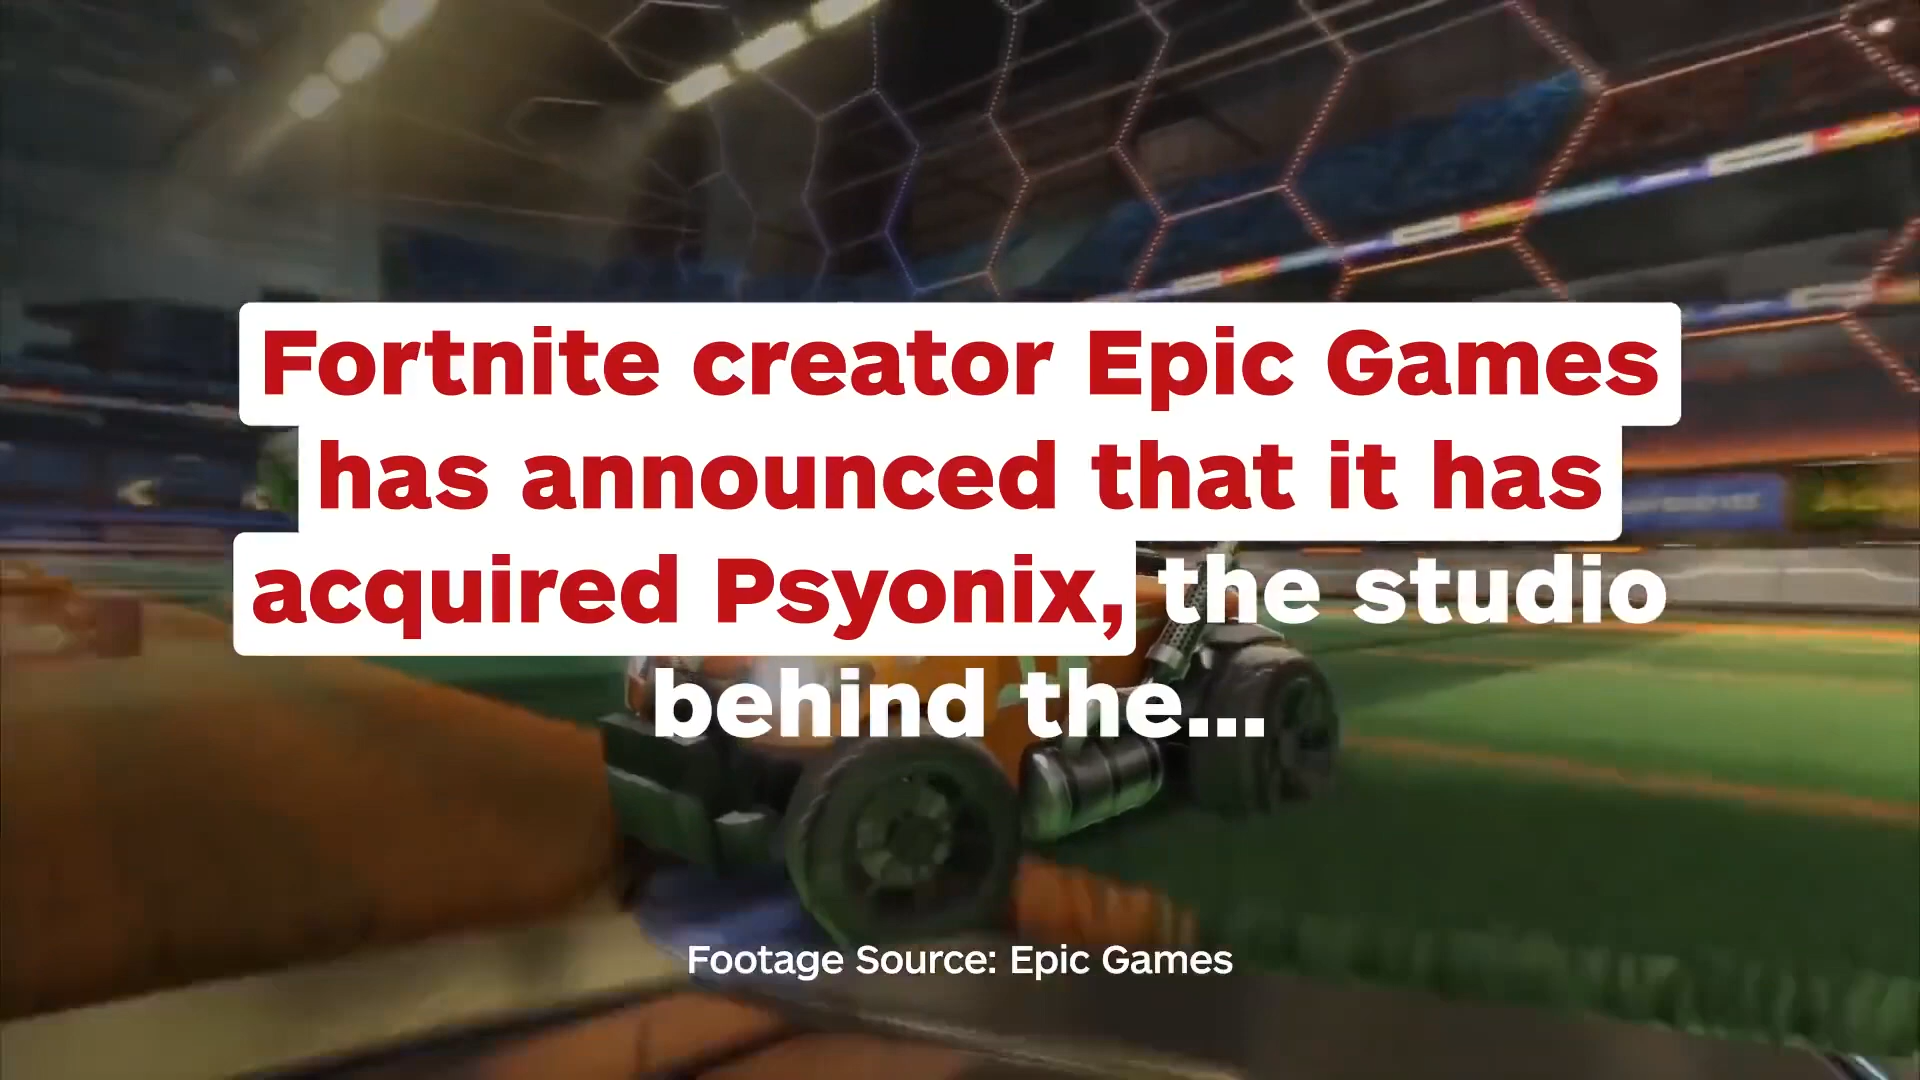 Fortnite creator Epic Games
has announced that it has
acquired Psyonix, the studio
behind the...
Footage Source: Epic Games